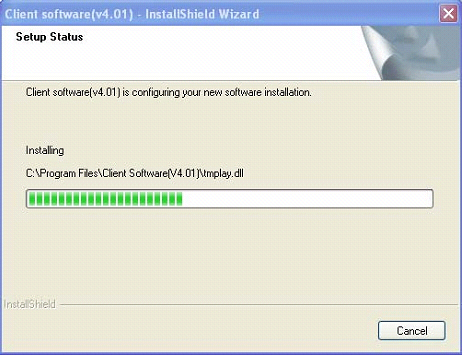 Client software(v4.01) - InstallShield Wizard
Setup Status
Client software(v4.01) is configuring your new software installation.
Installing
C:\Program Files\Client Software(V4.01)\tmplay.dll
InstallShield
Cancel